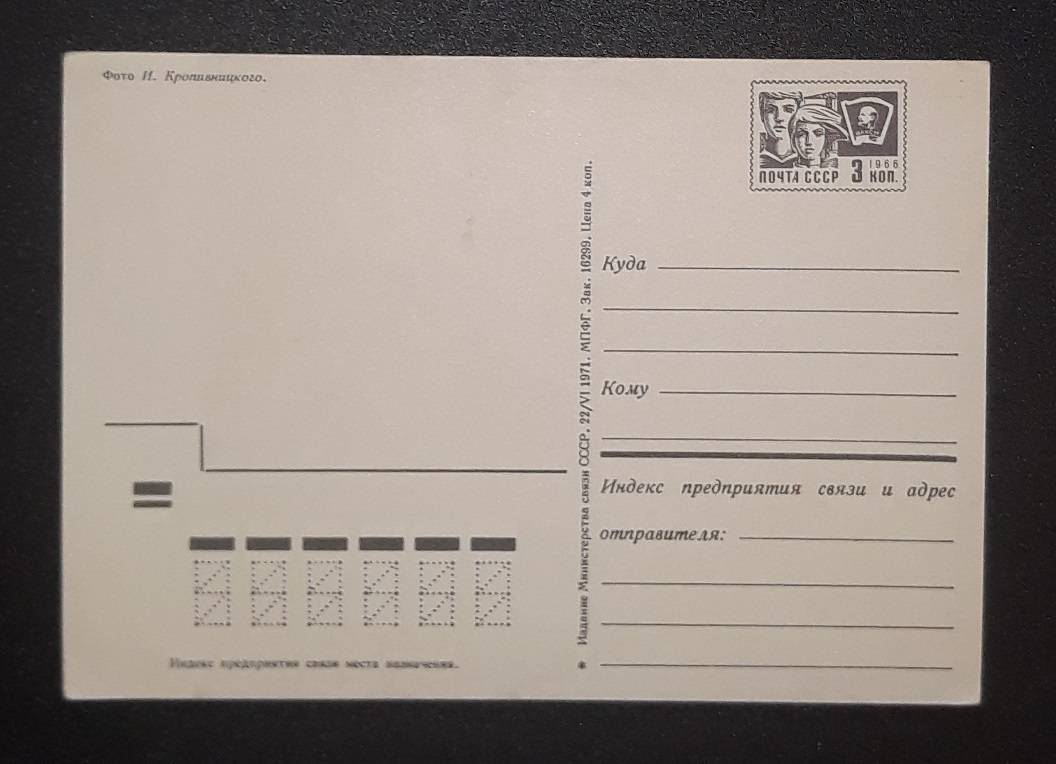 Фото И. Кропивницкого.
ВЛКСМ
1966
ПОЧТА СССР 3 КОП.
Издание Министерства связи СССР. 22/VI 1971. МПФГ. Зак. 16299. Цена 4 коп.
Куда
Кому
Индекс предприятия связи и адрес
отправителя:
Индекс предприятия связи места назначения.